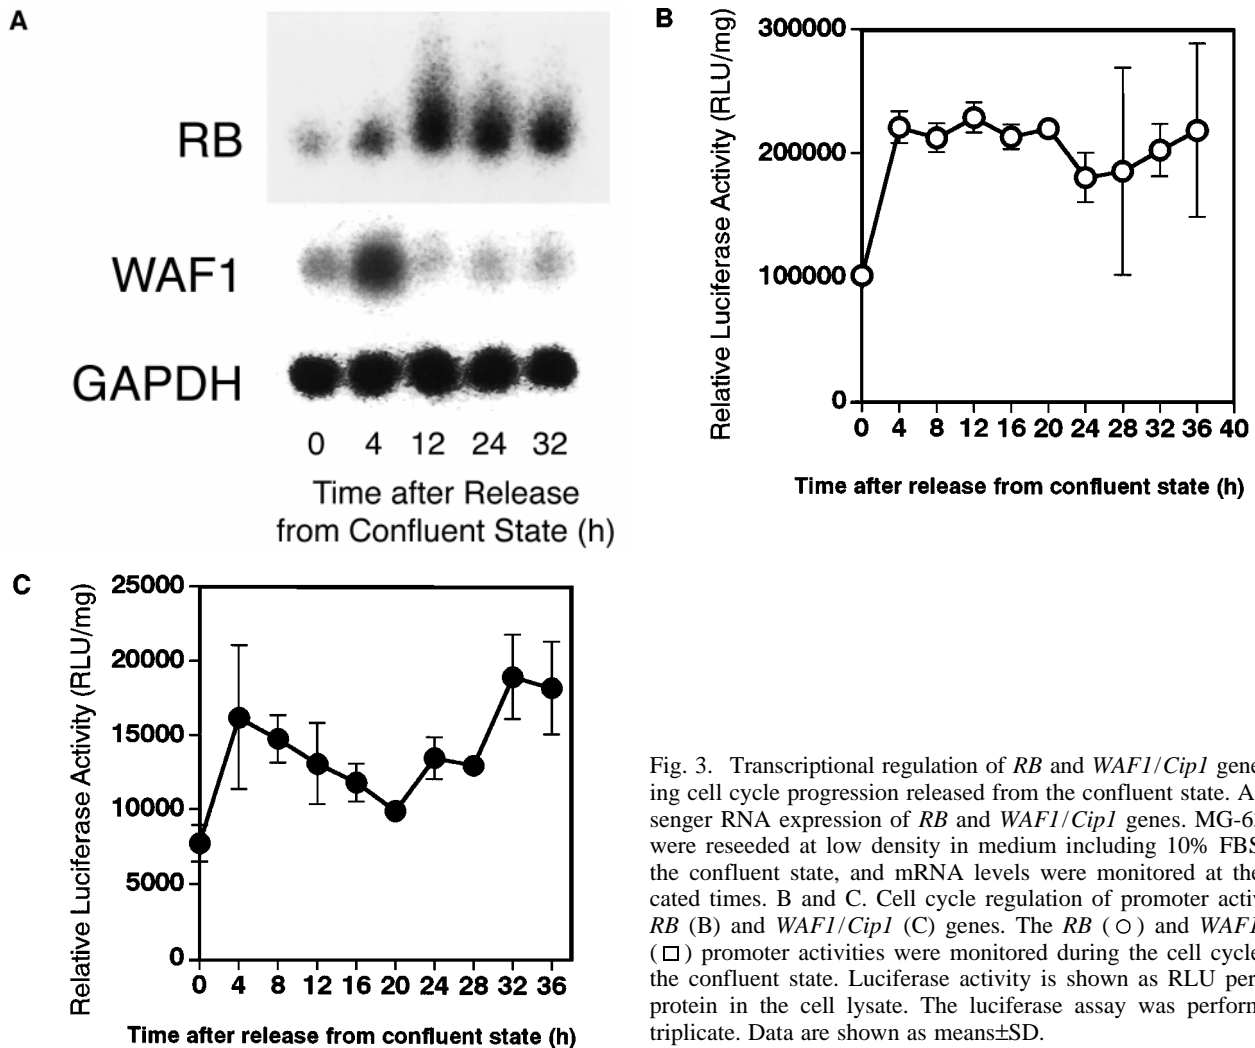 A
RB
WAF1
GAPDH
0 4 12 24 32
Time after Release
from Confluent State (h)
B
Relative Luciferase Activity (RLU/mg)
300000
200000
100000
0
0 4 8 12 16 20 24 28 32 36 40
Time after release from confluent state (h)
C
Relative Luciferase Activity (RLU/mg)
25000
20000
15000
10000
5000
0
0 4 8 12 16 20 24 28 32 36
Time after release from confluent state (h)
Fig. 3. Transcriptional regulation of RB and WAF1/Cip1 gene
ing cell cycle progression released from the confluent state. A
senger RNA expression of RB and WAF1/Cip1 genes. MG-6
were reseeded at low density in medium including 10% FBS
the confluent state, and mRNA levels were monitored at the
cated times. B and C. Cell cycle regulation of promoter activ
RB (B) and WAF1/Cip1 (C) genes. The RB (○) and WAF1
(□) promoter activities were monitored during the cell cycle
the confluent state. Luciferase activity is shown as RLU per
protein in the cell lysate. The luciferase assay was perform
triplicate. Data are shown as means±SD.